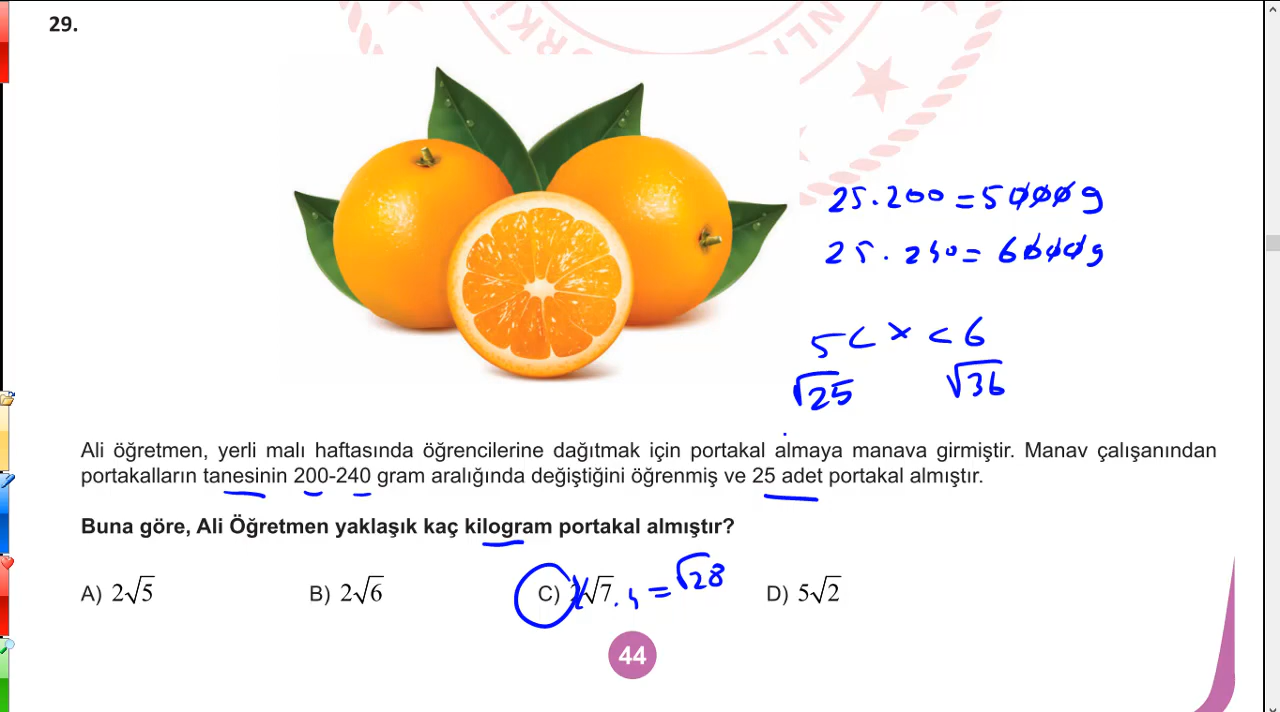 29.
25.200 = 5000g
25.240 = 6000g
5 < x < 6
√25 √36
Ali öğretmen, yerli malı haftasında öğrencilerine dağıtmak için portakal almaya manava girmiştir. Manav çalışanından
portakalların tanesinin 200-240 gram aralığında değiştiğini öğrenmiş ve 25 adet portakal almıştır.
Buna göre, Ali Öğretmen yaklaşık kaç kilogram portakal almıştır?
A) 2√5 B) 2√6 C) 2√7 . 4 = √28 D) 5√2
44